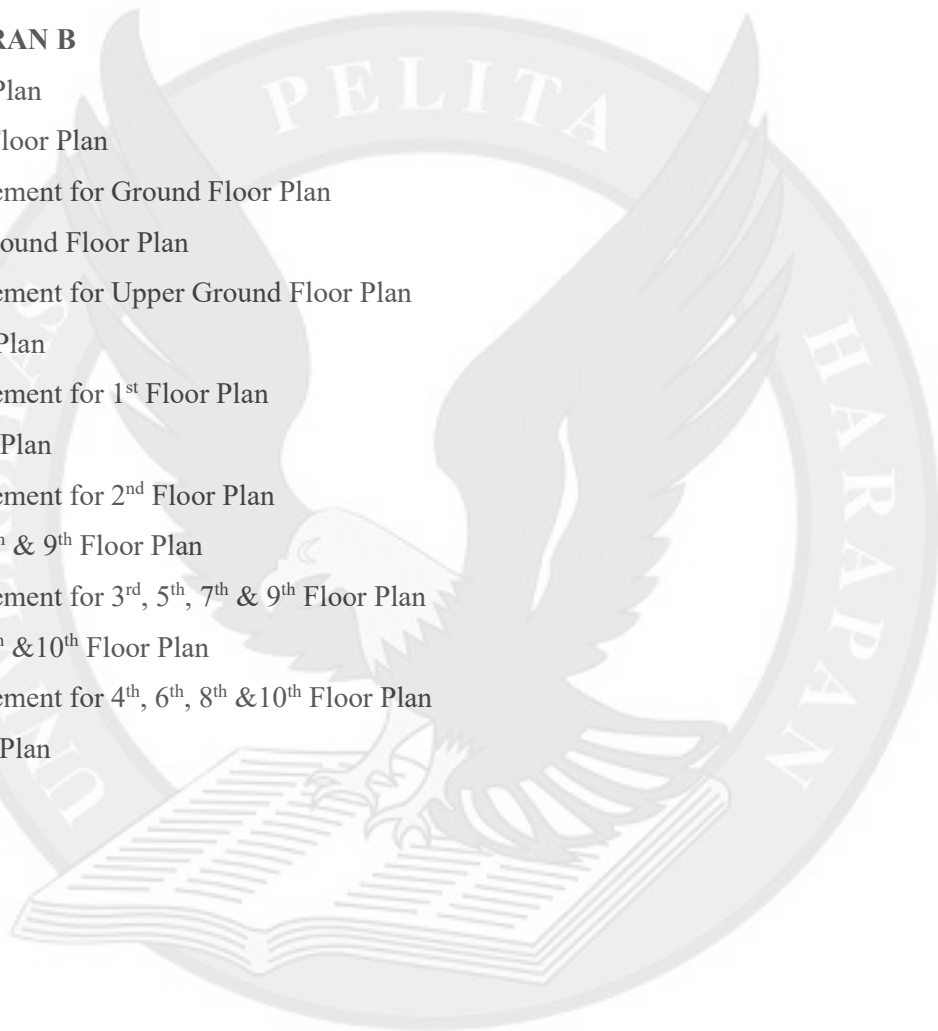 RAN B
Plan
Floor Plan
ement for Ground Floor Plan
ound Floor Plan
ement for Upper Ground Floor Plan
Plan
ement for 1st Floor Plan
Plan
ement for 2nd Floor Plan
h & 9th Floor Plan
ement for 3rd, 5th, 7th & 9th Floor Plan
h &10th Floor Plan
ement for 4th, 6th, 8th &10th Floor Plan
Plan
UNIVERSITAS PELITA HARAPAN